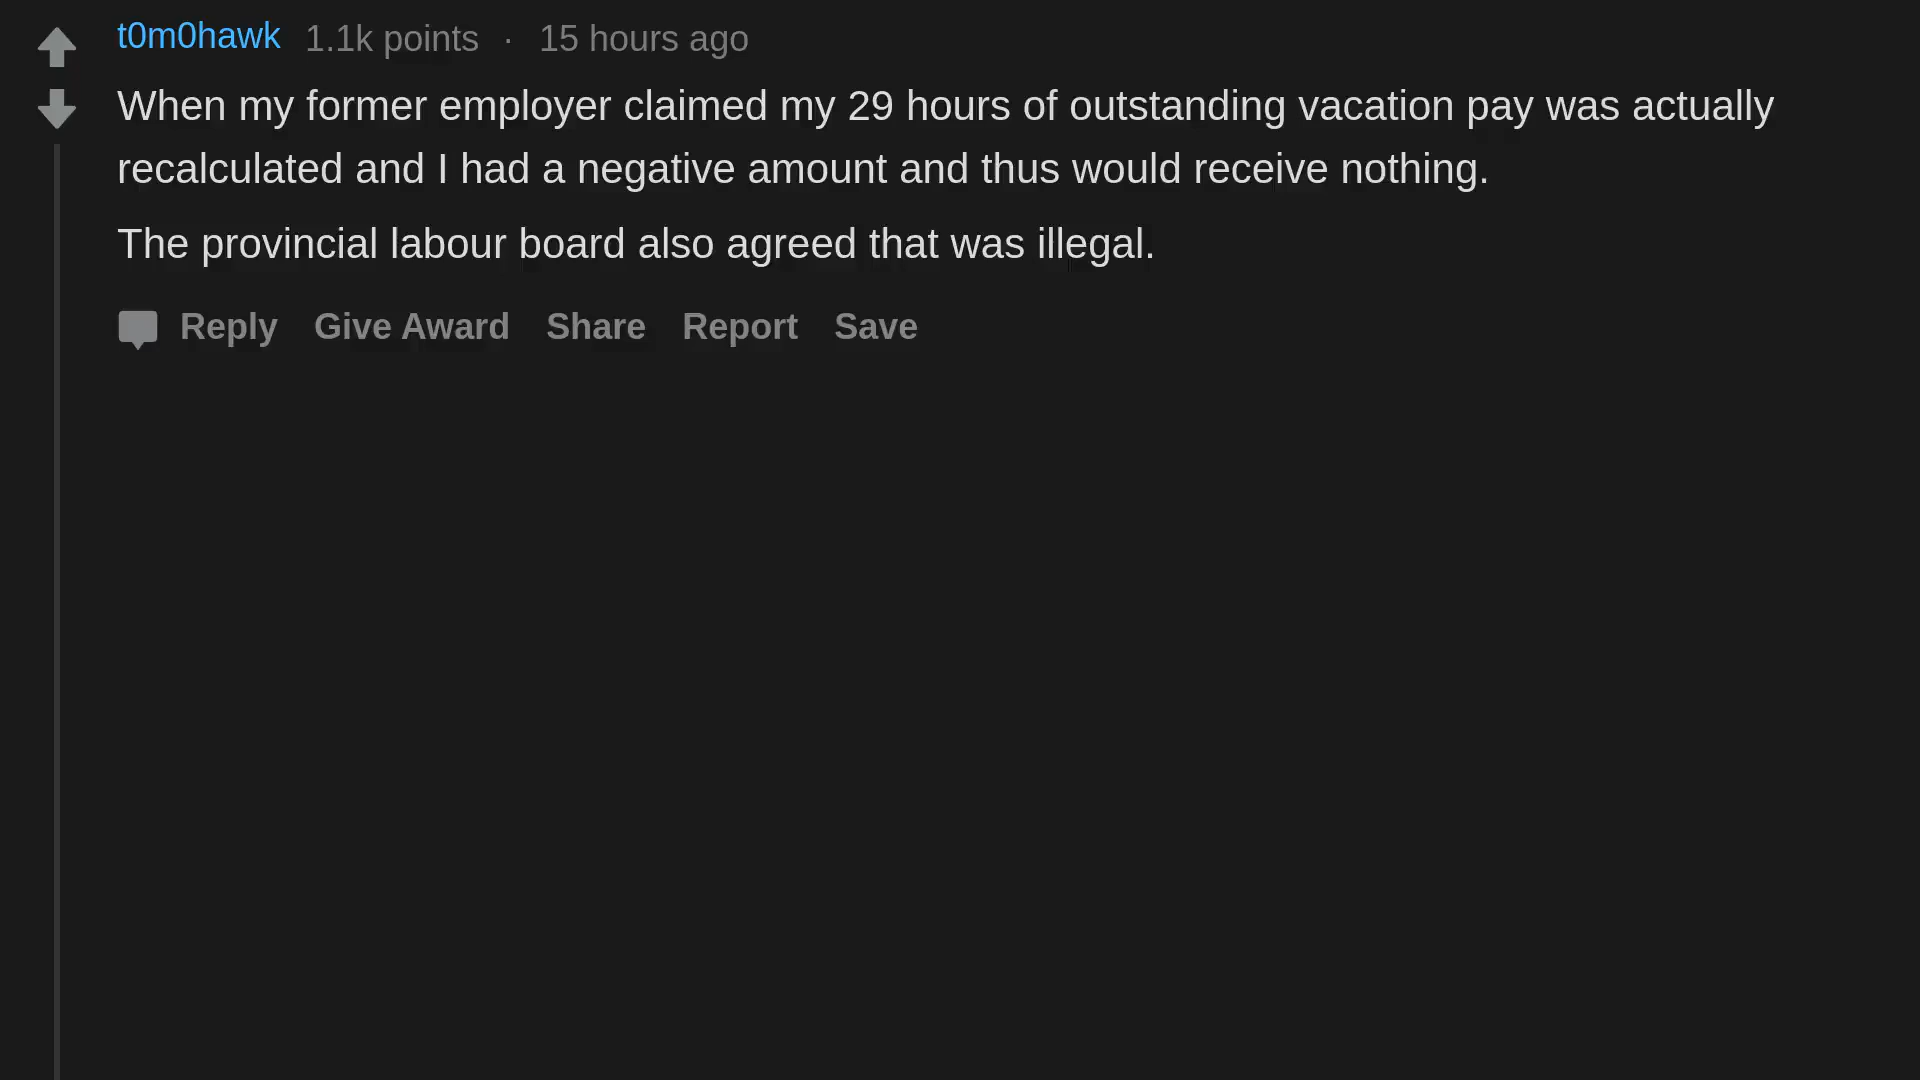 t0m0hawk 1.1k points · 15 hours ago
When my former employer claimed my 29 hours of outstanding vacation pay was actually
recalculated and I had a negative amount and thus would receive nothing.
The provincial labour board also agreed that was illegal.
Reply Give Award Share Report Save